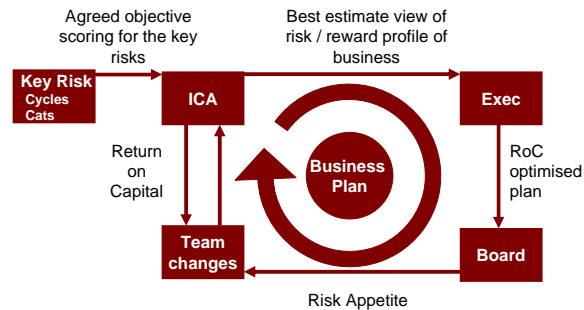 Agreed objective
scoring for the key
risks
Best estimate view of
risk / reward profile of
business
Key Risk
Cycles
Cats
ICA
Exec
Return
on
Capital
Business
Plan
RoC
optimised
plan
Team
changes
Board
Risk Appetite